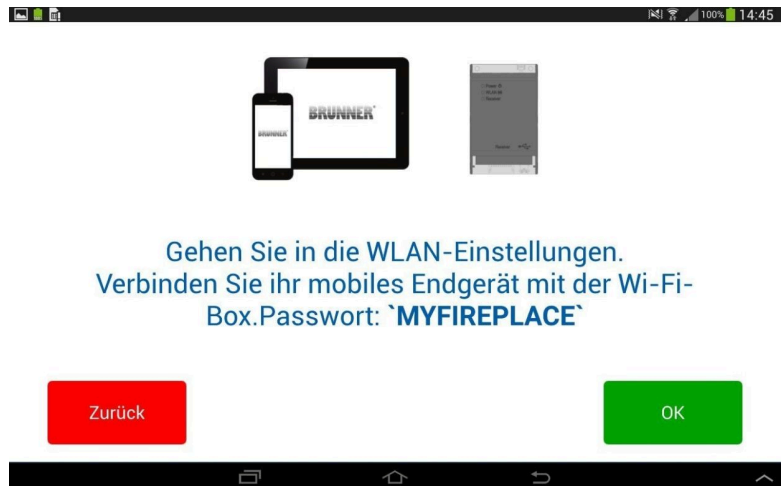 100% 14:45
BRUNNER
BRUNNER
Gehen Sie in die WLAN-Einstellungen.
Verbinden Sie ihr mobiles Endgerät mit der Wi-Fi-
Box.Passwort: `MYFIREPLACE`
Zurück
OK